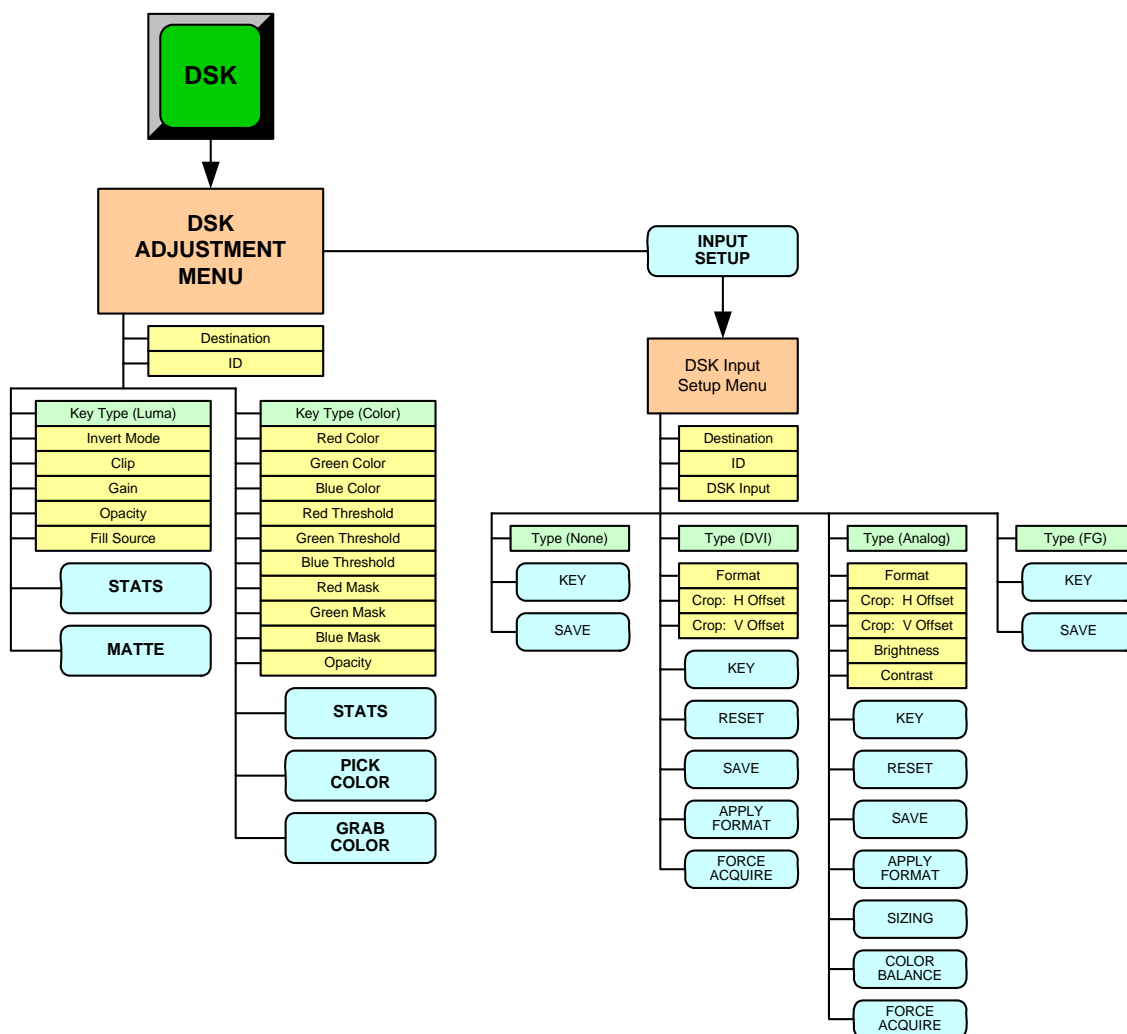 DSK
DSK
ADJUSTMENT
MENU
INPUT
SETUP
Destination
ID
Key Type (Luma)
Invert Mode
Clip
Gain
Opacity
Fill Source
STATS
MATTE
Key Type (Color)
Red Color
Green Color
Blue Color
Red Threshold
Green Threshold
Blue Threshold
Red Mask
Green Mask
Blue Mask
Opacity
STATS
PICK
COLOR
GRAB
COLOR
DSK Input
Setup Menu
Destination
ID
DSK Input
Type (None)
KEY
SAVE
Type (DVI)
Format
Crop:  H Offset
Crop:  V Offset
KEY
RESET
SAVE
APPLY
FORMAT
FORCE
ACQUIRE
Type (Analog)
Format
Crop:  H Offset
Crop:  V Offset
Brightness
Contrast
KEY
RESET
SAVE
APPLY
FORMAT
SIZING
COLOR
BALANCE
FORCE
ACQUIRE
Type (FG)
KEY
SAVE